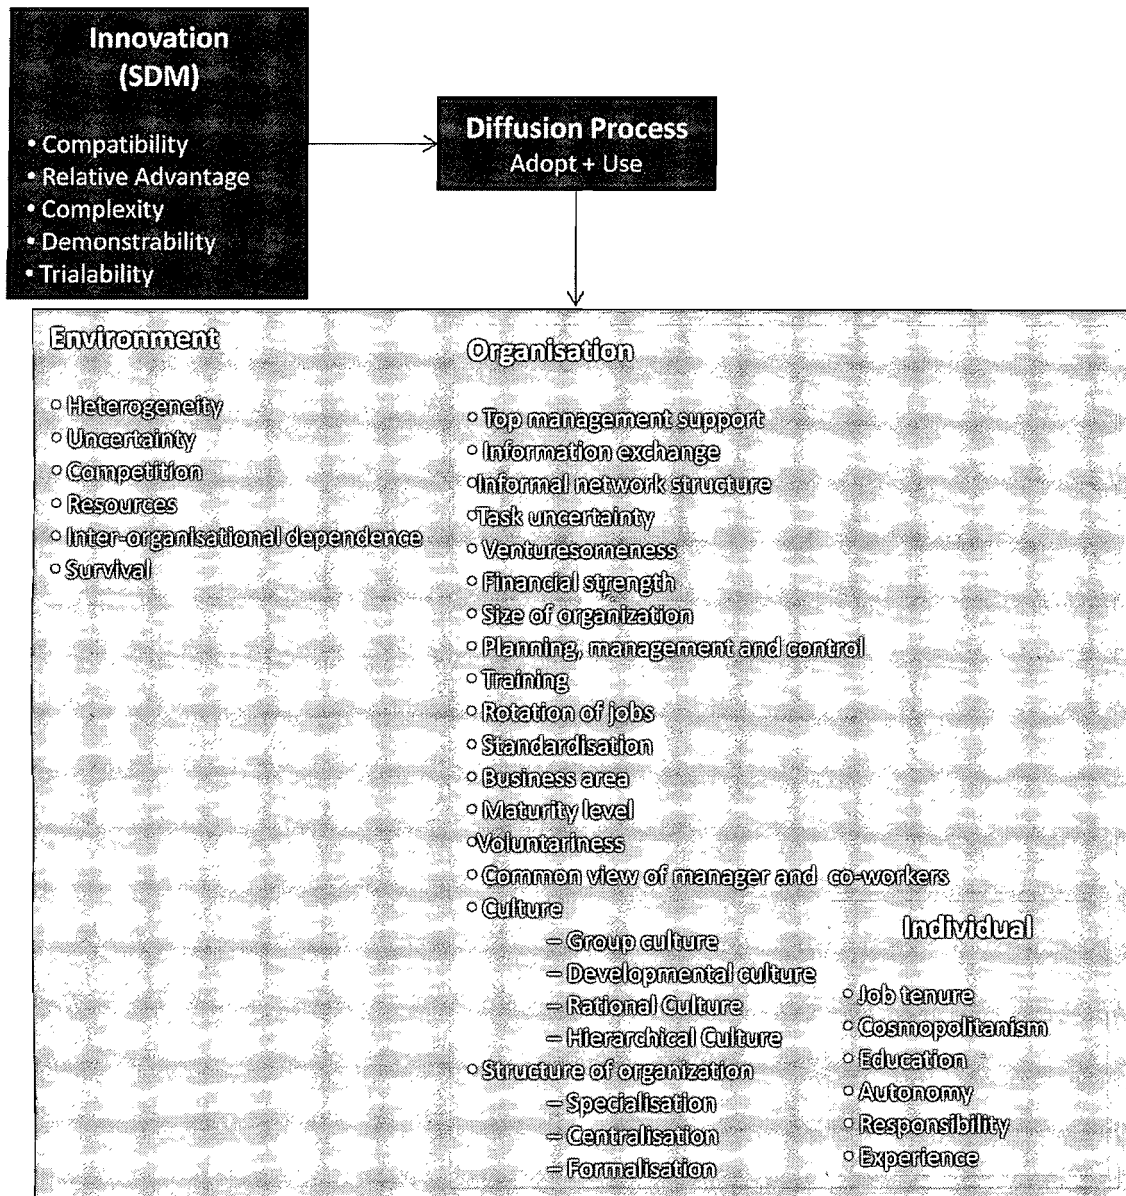 Innovation
(SDM)
• Compatibility
• Relative Advantage
• Complexity
• Demonstrability
• Trialability
Diffusion Process
Adopt + Use
Environment
• Heterogeneity
• Uncertainty
• Competition
• Resources
• Inter-organisational dependence
• Survival
Organisation
• Top management support
• Information exchange
• Informal network structure
•Task uncertainty
• Venturesomeness
• Financial strength
• Size of organization
• Planning, management and control
• Training
• Rotation of jobs
• Standardisation
• Business area
• Maturity level
•Voluntariness
• Common view of manager and co-workers
• Culture
– Group culture
– Developmental culture
– Rational Culture
– Hierarchical Culture
• Structure of organization
– Specialisation
– Centralisation
– Formalisation
Individual
• Job tenure
• Cosmopolitanism
• Education
• Autonomy
• Responsibility
• Experience